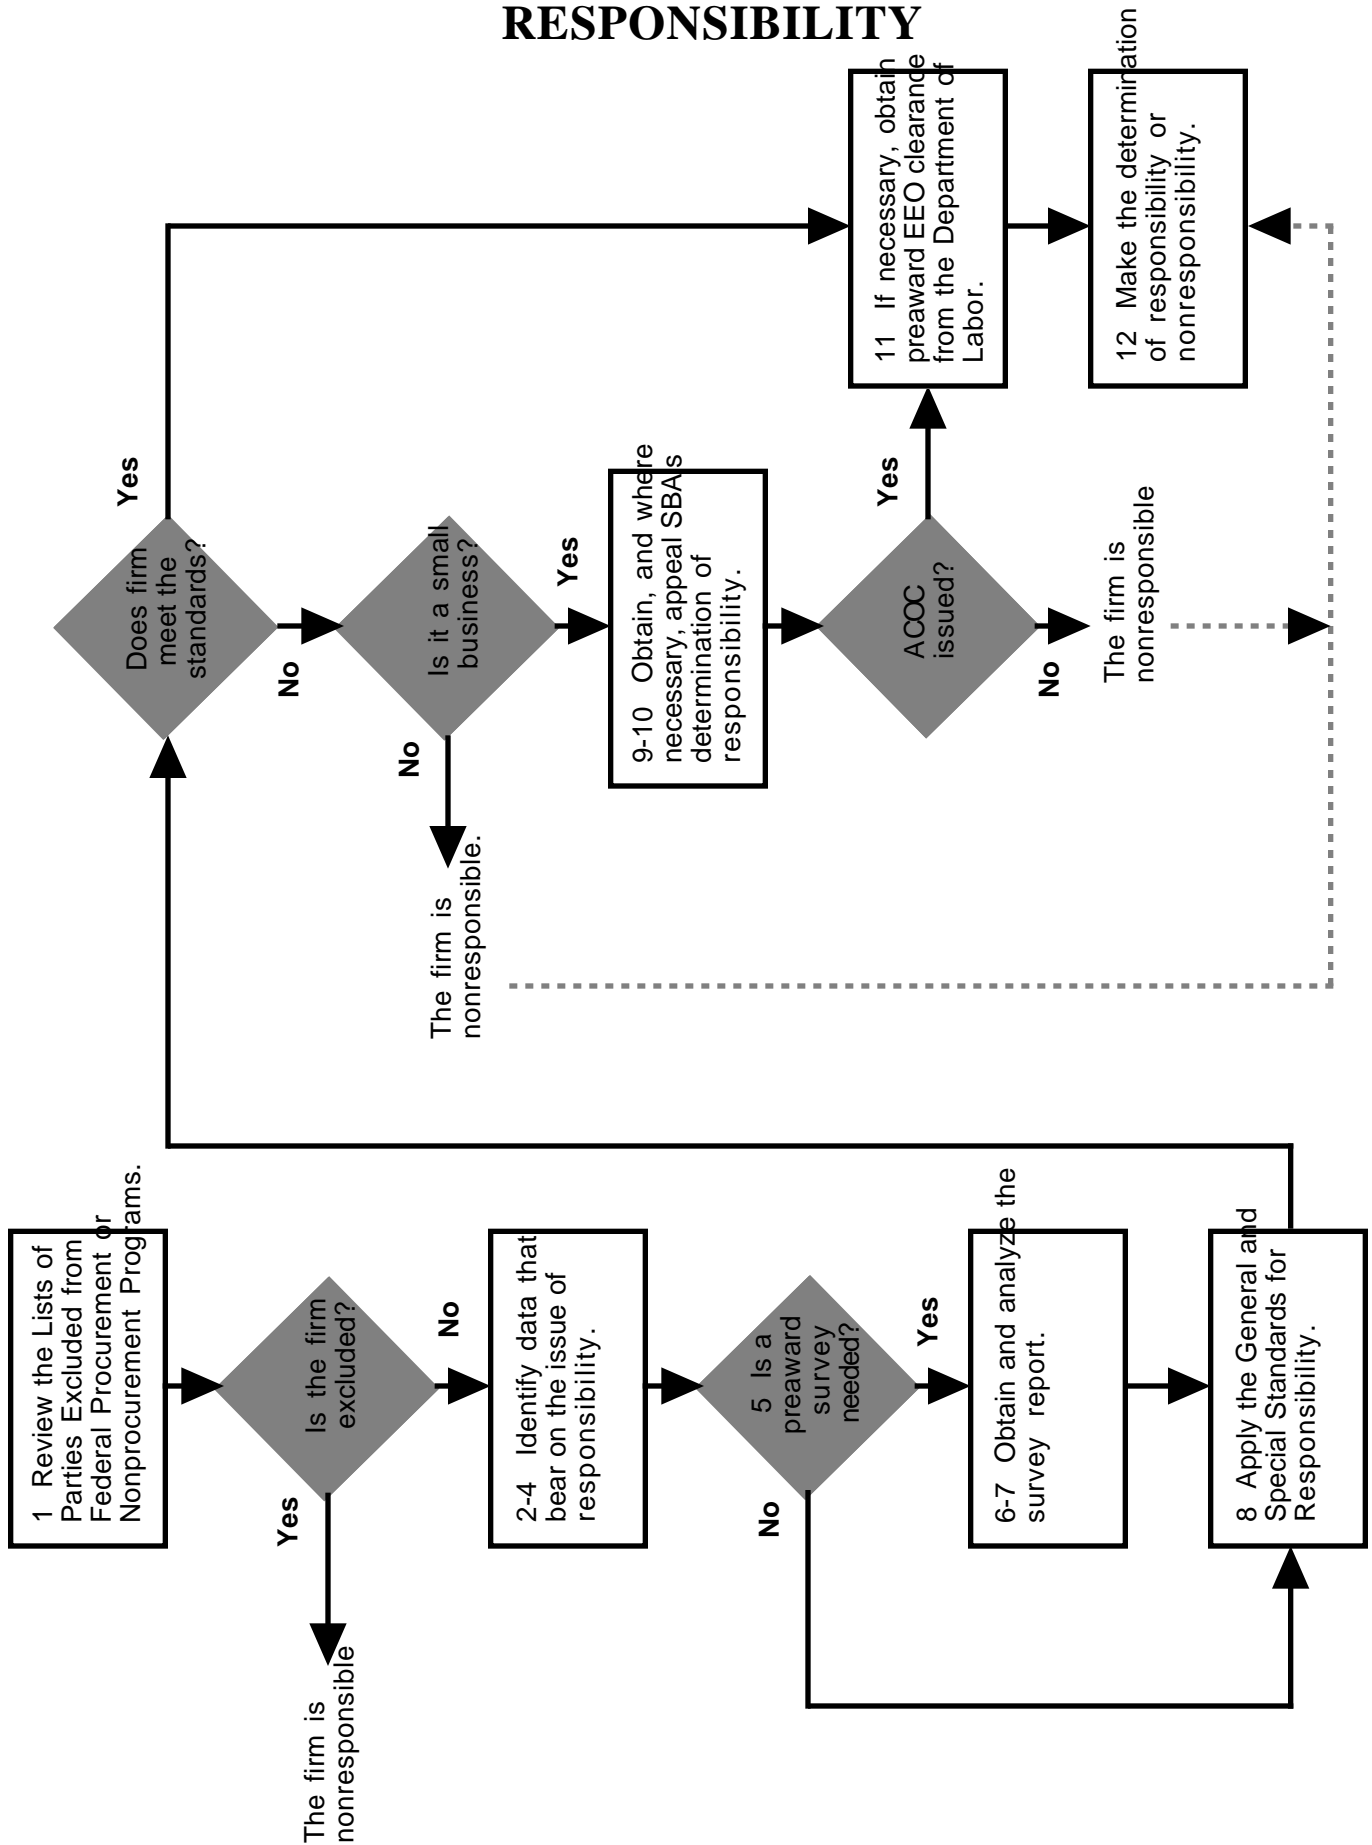 RESPONSIBILITY
1 Review the Lists of
Parties Excluded from
Federal Procurement or
Nonprocurement Programs.
Is the firm
excluded?
Yes
The firm is
nonresponsible
No
2-4 Identify data that
bear on the issue of
responsibility.
5 Is a
preaward
survey
needed?
No
Yes
6-7 Obtain and analyze the
survey report.
8 Apply the General and
Special Standards for
Responsibility.
Does firm
meet the
standards?
Yes
No
Is it a small
business?
No
The firm is
nonresponsible.
Yes
9-10 Obtain, and where
necessary, appeal SBAs
determination of
responsibility.
A COC
issued?
Yes
No
The firm is
nonresponsible
11 If necessary, obtain
preaward EEO clearance
from the Department of
Labor.
12 Make the determination
of responsibility or
nonresponsibility.